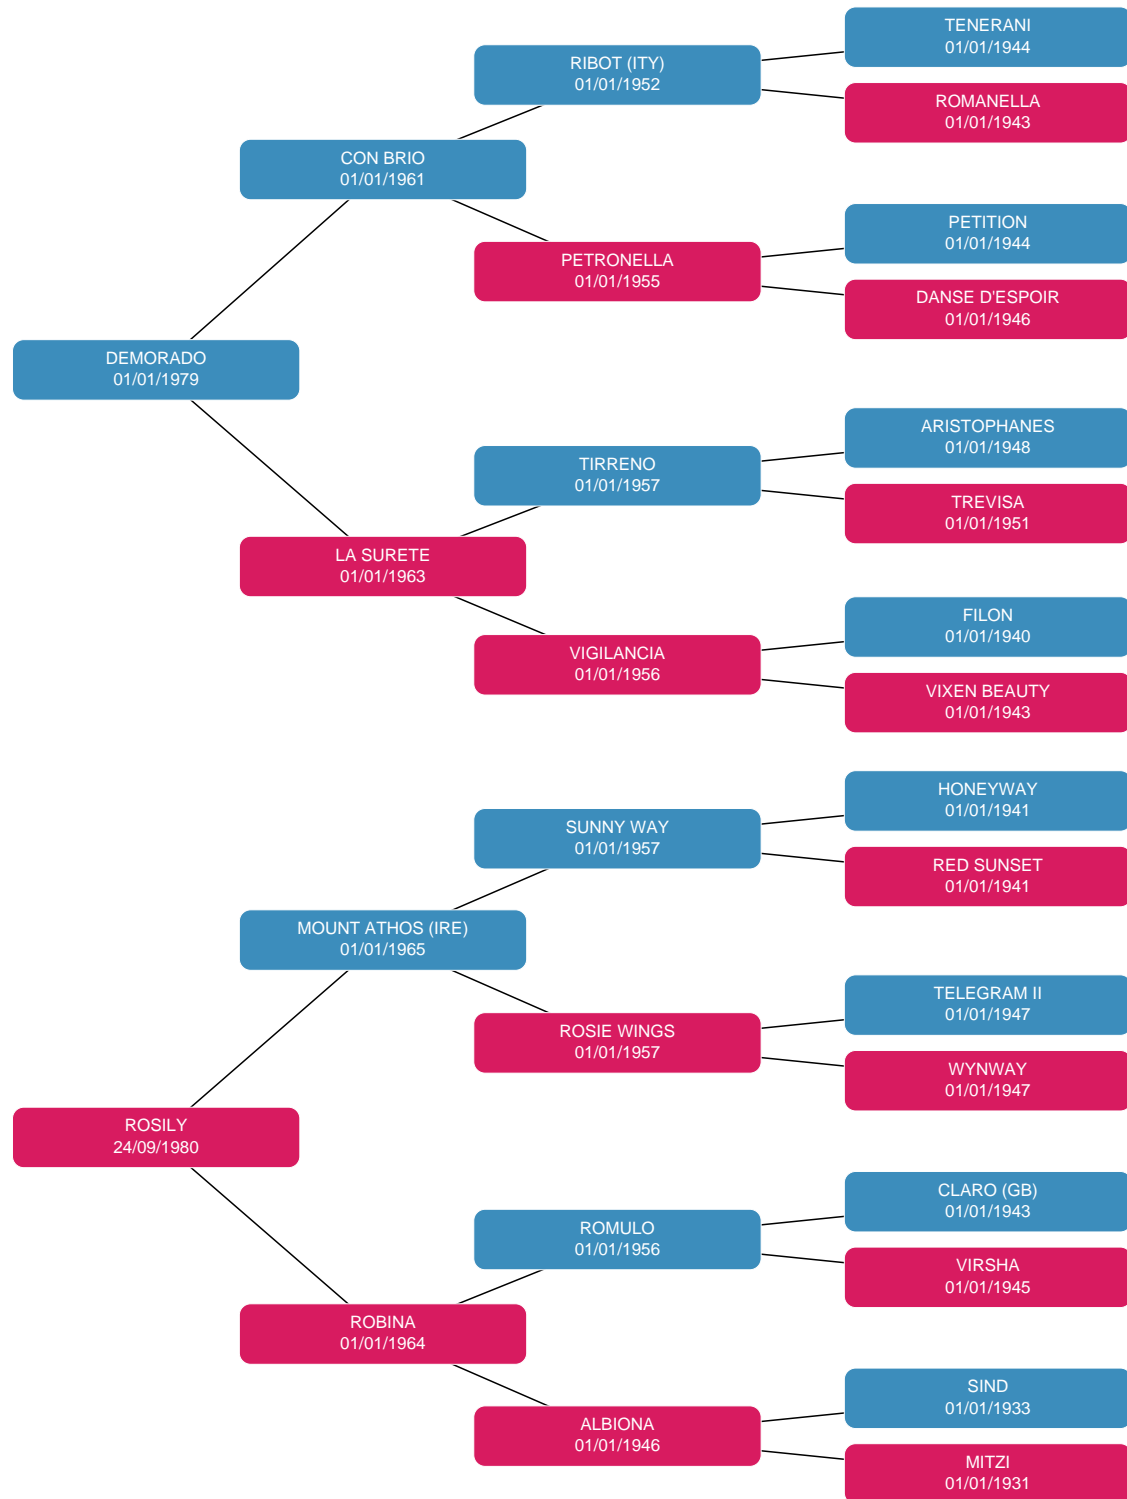 TENERANI
01/01/1944
RIBOT (ITY)
01/01/1952
ROMANELLA
01/01/1943
CON BRIO
01/01/1961
PETITION
01/01/1944
PETRONELLA
01/01/1955
DANSE D'ESPOIR
01/01/1946
DEMORADO
01/01/1979
ARISTOPHANES
01/01/1948
TIRRENO
01/01/1957
TREVISA
01/01/1951
LA SURETE
01/01/1963
FILON
01/01/1940
VIGILANCIA
01/01/1956
VIXEN BEAUTY
01/01/1943
HONEYWAY
01/01/1941
SUNNY WAY
01/01/1957
RED SUNSET
01/01/1941
MOUNT ATHOS (IRE)
01/01/1965
TELEGRAM II
01/01/1947
ROSIE WINGS
01/01/1957
WYNWAY
01/01/1947
ROSILY
24/09/1980
CLARO (GB)
01/01/1943
ROMULO
01/01/1956
VIRSHA
01/01/1945
ROBINA
01/01/1964
SIND
01/01/1933
ALBIONA
01/01/1946
MITZI
01/01/1931